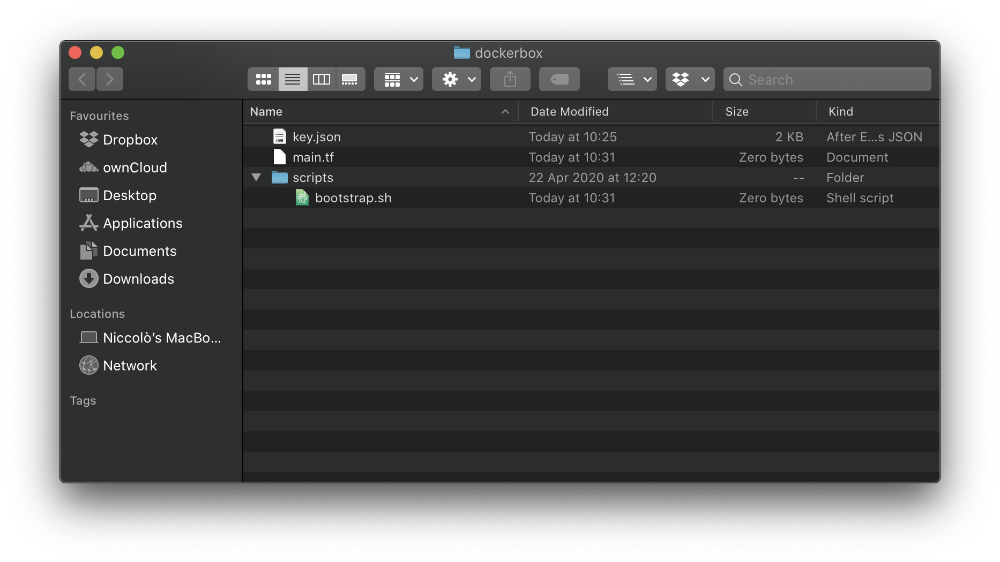 dockerbox
Search
Favourites
Dropbox
ownCloud
Desktop
Applications
Documents
Downloads
Locations
Niccolò’s MacBo...
Network
Tags
Name Date Modified Size Kind
JSON key.json Today at 10:25 2 KB After E...s JSON
main.tf Today at 10:31 Zero bytes Document
scripts 22 Apr 2020 at 12:20 -- Folder
bootstrap.sh Today at 10:31 Zero bytes Shell script